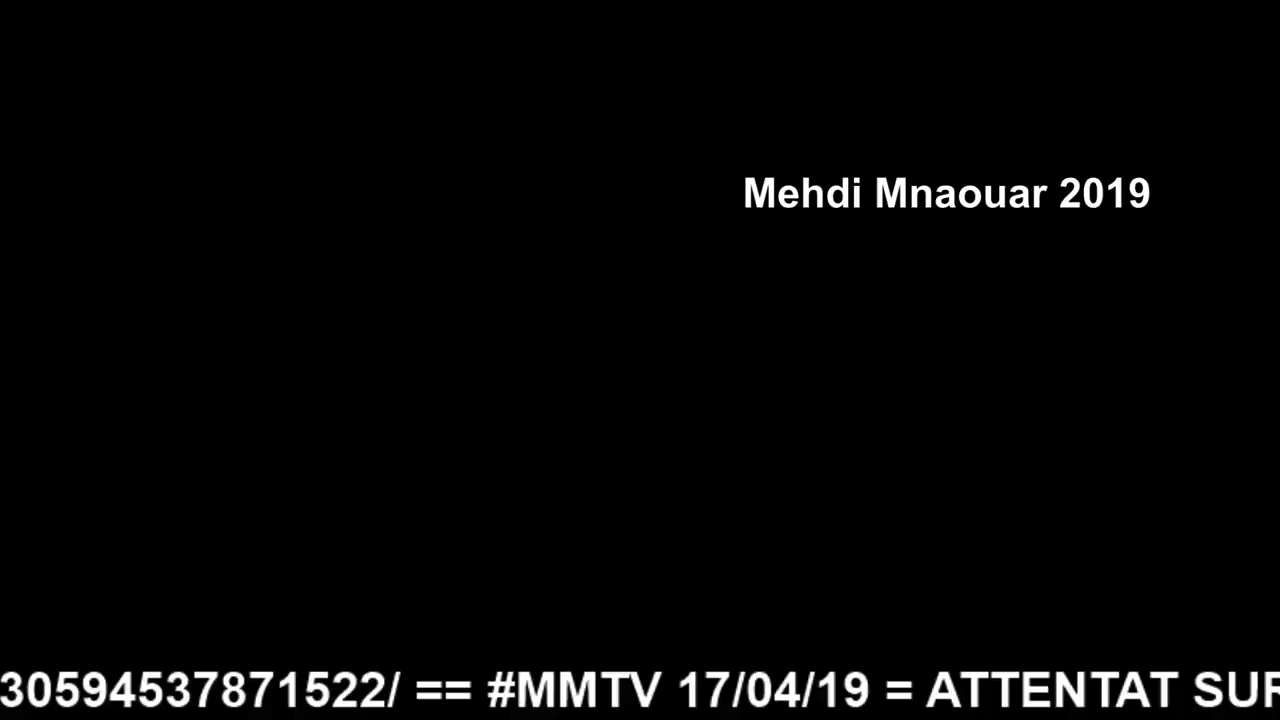 Mehdi Mnaouar 2019
30594537871522/ == #MMTV 17/04/19 = ATTENTAT SUR